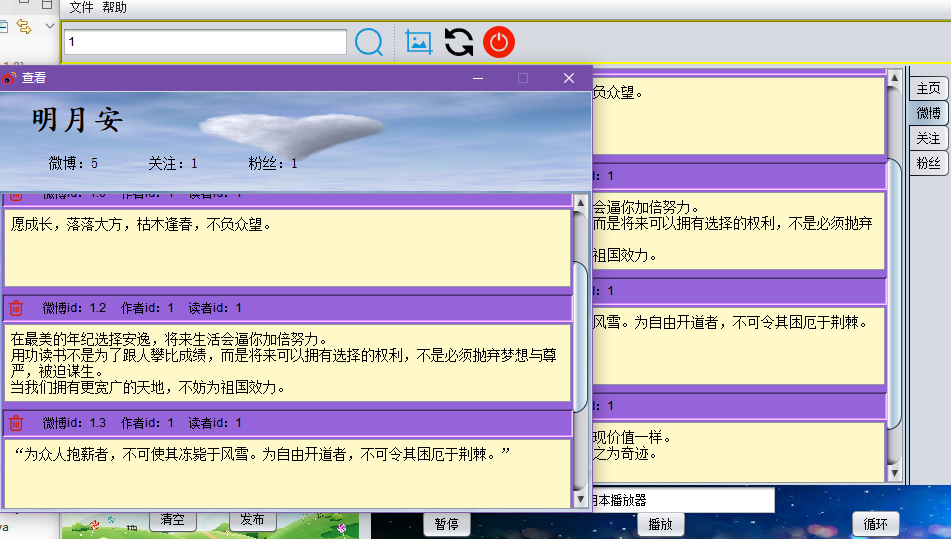 文件 帮助
1
查看
明月安
微博：5 关注：1 粉丝：1
愿成长，落落大方，枯木逢春，不负众望。
微博id：1.2 作者id：1 读者id：1
在最美的年纪选择安逸，将来生活会逼你加倍努力。
用功读书不是为了跟人攀比成绩，而是将来可以拥有选择的权利，不是必须抛弃梦想与尊
严，被迫谋生。
当我们拥有更宽广的天地，不妨为祖国效力。
微博id：1.3 作者id：1 读者id：1
“为众人抱薪者，不可使其冻毙于风雪。为自由开道者，不可令其困厄于荆棘。”
负众望。
：1
会逼你加倍努力。
而是将来可以拥有选择的权利，不是必须抛弃
祖国效力。
：1
风雪。为自由开道者，不可令其困厄于荆棘。
：1
现价值一样。
之为奇迹。
主页
微博
关注
粉丝
本播放器
清空 发布
暂停 播放 循环